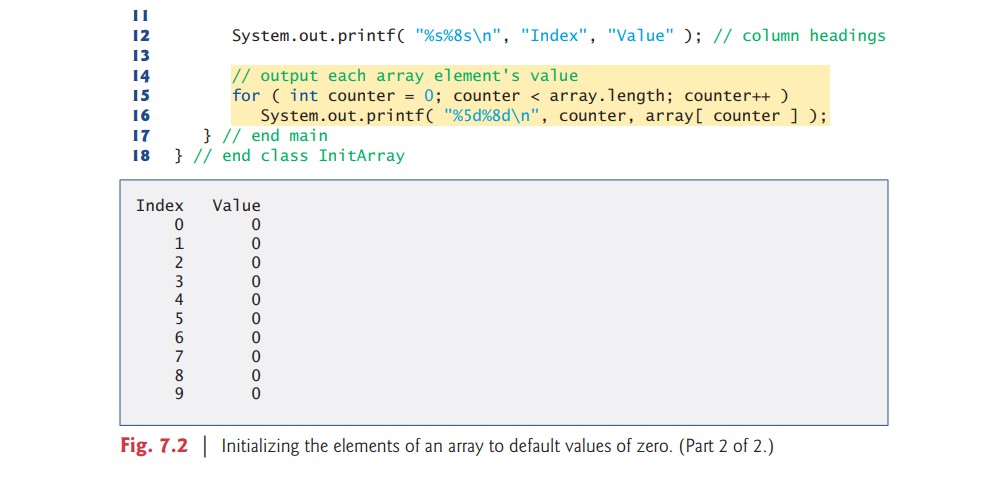 11
12 System.out.printf( "%s%8s\n", "Index", "Value" ); // column headings
13
14 // output each array element's value
15 for ( int counter = 0; counter < array.length; counter++ )
16 System.out.printf( "%5d%8d\n", counter, array[ counter ] );
17 } // end main
18 } // end class InitArray
Index Value
0 0
1 0
2 0
3 0
4 0
5 0
6 0
7 0
8 0
9 0
Fig. 7.2 | Initializing the elements of an array to default values of zero. (Part 2 of 2.)